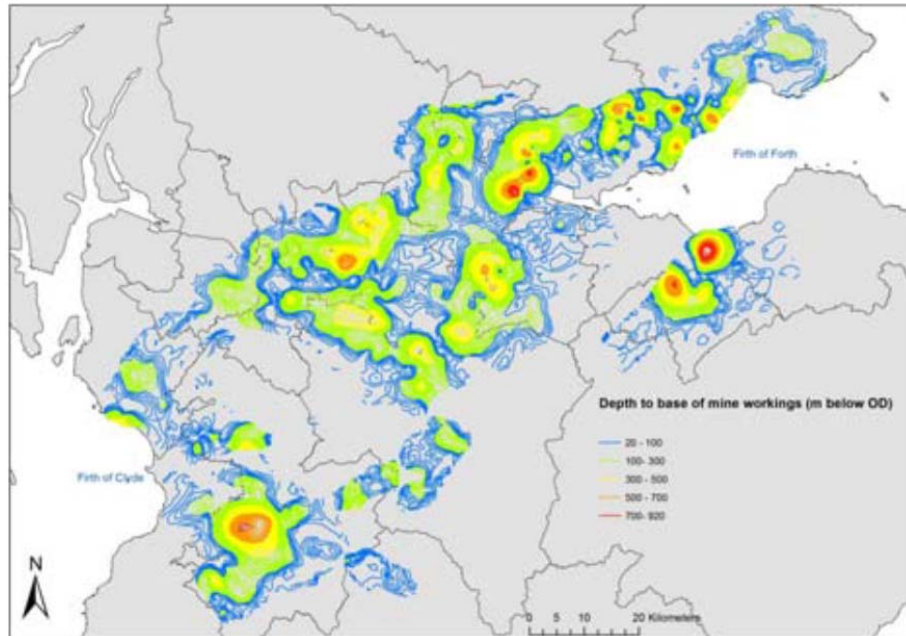 Firth of Forth
Depth to base of mine workings (m below OD)
20 - 100
100 - 300
300 - 500
500 - 700
700- 920
Firth of Clyde
N
0 5 10 20 Kilometers